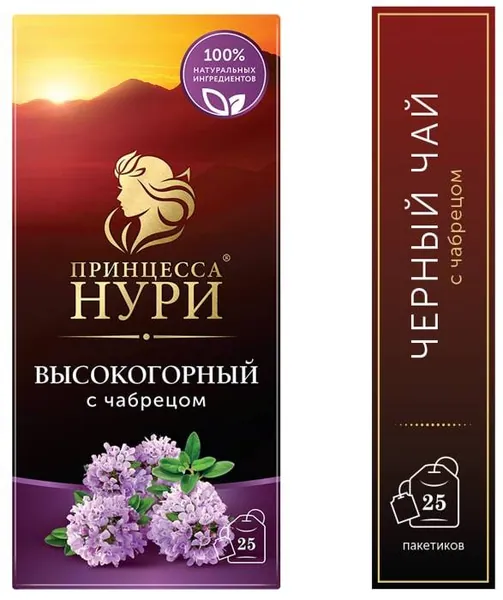 100%
НАТУРАЛЬНЫХ
ИНГРЕДИЕНТОВ
ПРИНЦЕССА®
НУРИ
ВЫСОКОГОРНЫЙ
с чабрецом
25
ЧЕРНЫЙ ЧАЙ
с чабрецом
25
пакетиков